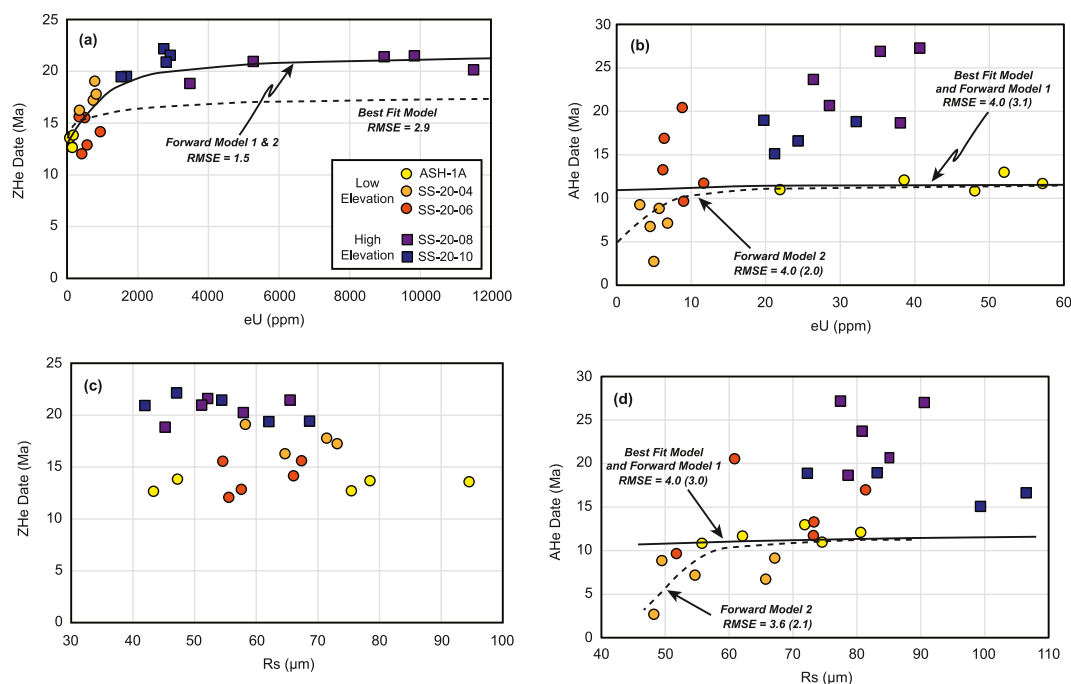 (a)
ZHe Date (Ma)
25
20
15
10
5
0
0
2000
4000
6000
8000
10000
12000
eU (ppm)
Forward Model 1 & 2
RMSE = 1.5
Best Fit Model
RMSE = 2.9
Low
Elevation
ASH-1A
SS-20-04
SS-20-06
High
Elevation
SS-20-08
SS-20-10
(b)
AHe Date (Ma)
30
25
20
15
10
5
0
0
10
20
30
40
50
60
eU (ppm)
Best Fit Model
and Forward Model 1
RMSE = 4.0 (3.1)
Forward Model 2
RMSE = 4.0 (2.0)
(c)
ZHe Date (Ma)
25
20
15
10
5
0
30
40
50
60
70
80
90
100
Rs (µm)
(d)
AHe Date (Ma)
30
25
20
15
10
5
0
40
50
60
70
80
90
100
110
Rs (µm)
Best Fit Model
and Forward Model 1
RMSE = 4.0 (3.0)
Forward Model 2
RMSE = 3.6 (2.1)